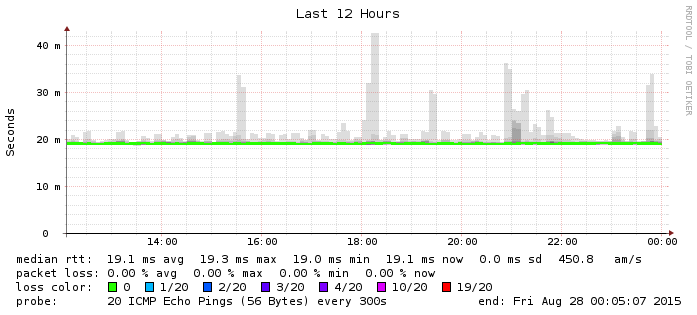 Last 12 Hours
RRDTOOL / TOBI OETIKER
Seconds
40 m
30 m
20 m
10 m
0
14:00 16:00 18:00 20:00 22:00 00:00
median rtt: 19.1 ms avg 19.3 ms max 19.0 ms min 19.1 ms now 0.0 ms sd 450.8 am/s
packet loss: 0.00 % avg 0.00 % max 0.00 % min 0.00 % now
loss color: 0 1/20 2/20 3/20 4/20 10/20 19/20
probe: 20 ICMP Echo Pings (56 Bytes) every 300s end: Fri Aug 28 00:05:07 2015